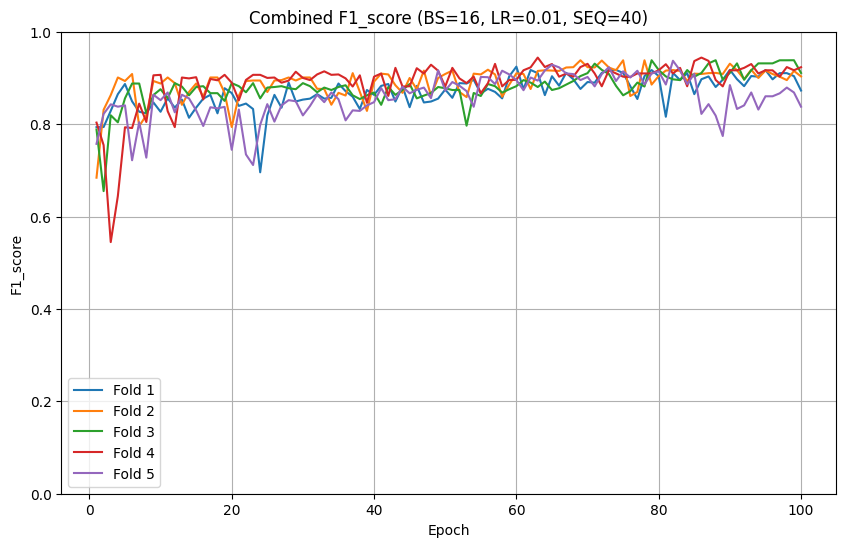 Combined F1_score (BS=16, LR=0.01, SEQ=40)
1.0
0.8
0.6
0.4
0.2
0.0
F1_score
Fold 1
Fold 2
Fold 3
Fold 4
Fold 5
0 20 40 60 80 100
Epoch